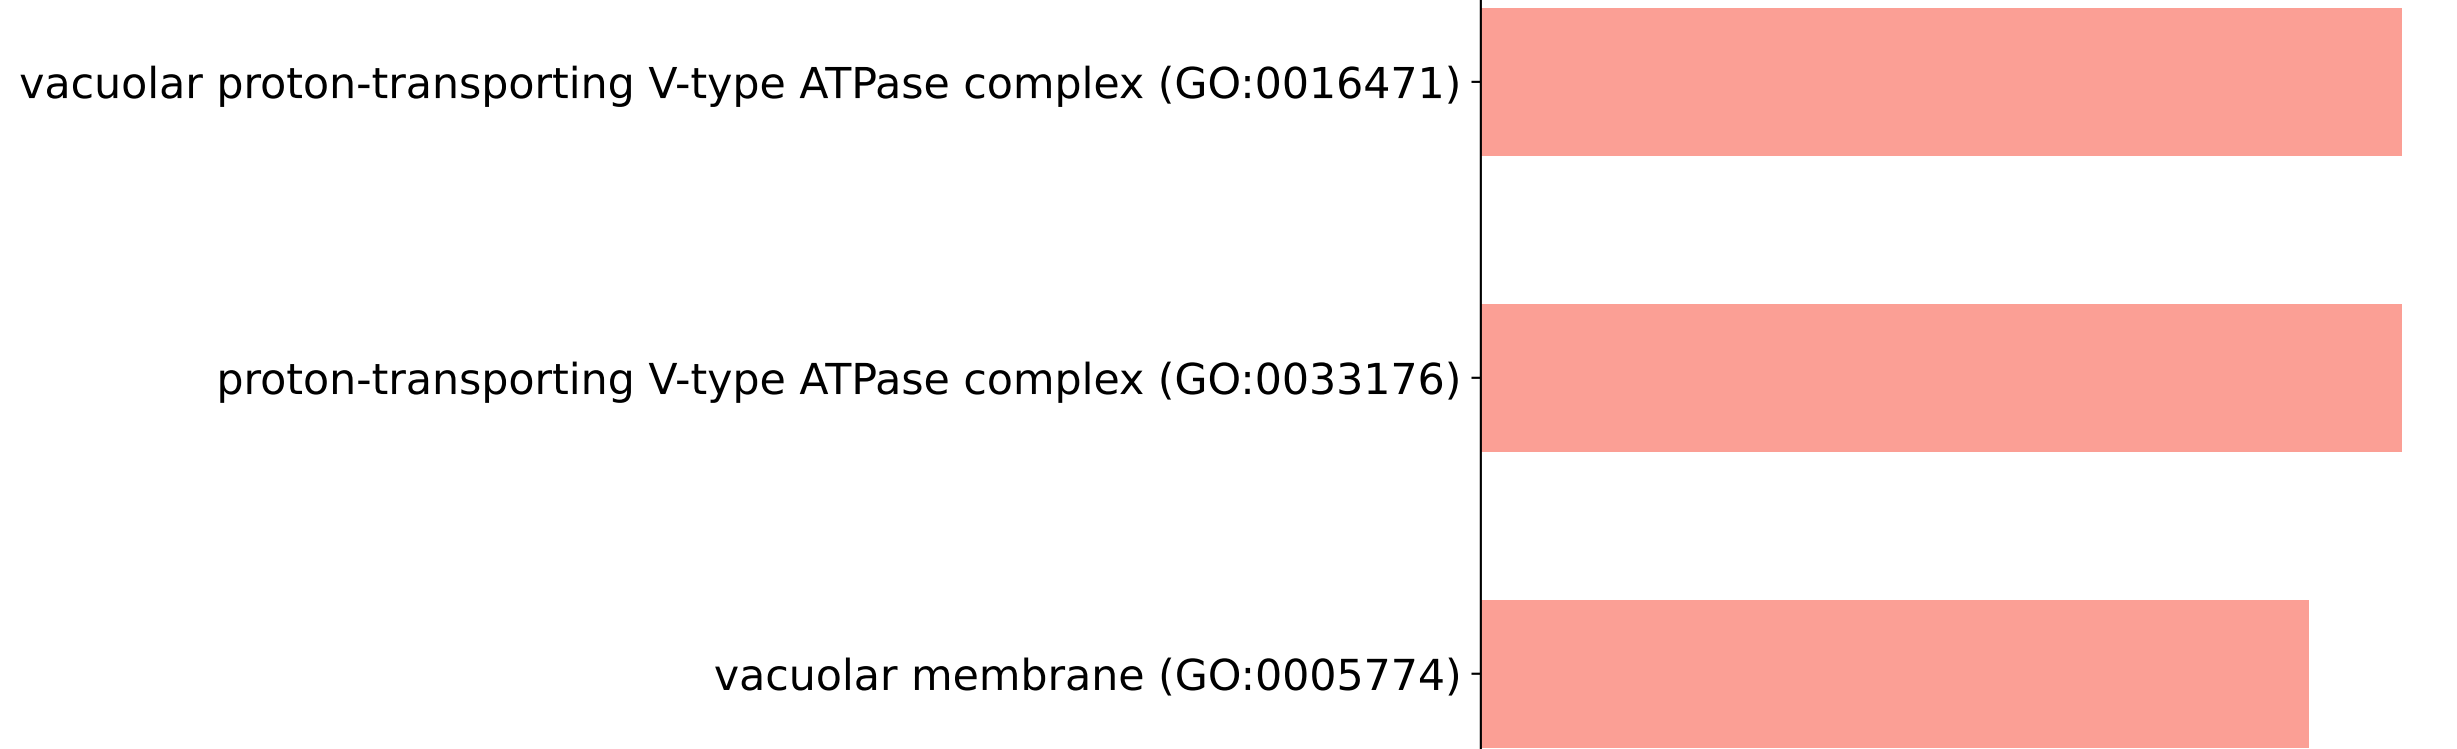 vacuolar proton-transporting V-type ATPase complex (GO:0016471)
proton-transporting V-type ATPase complex (GO:0033176)
vacuolar membrane (GO:0005774)